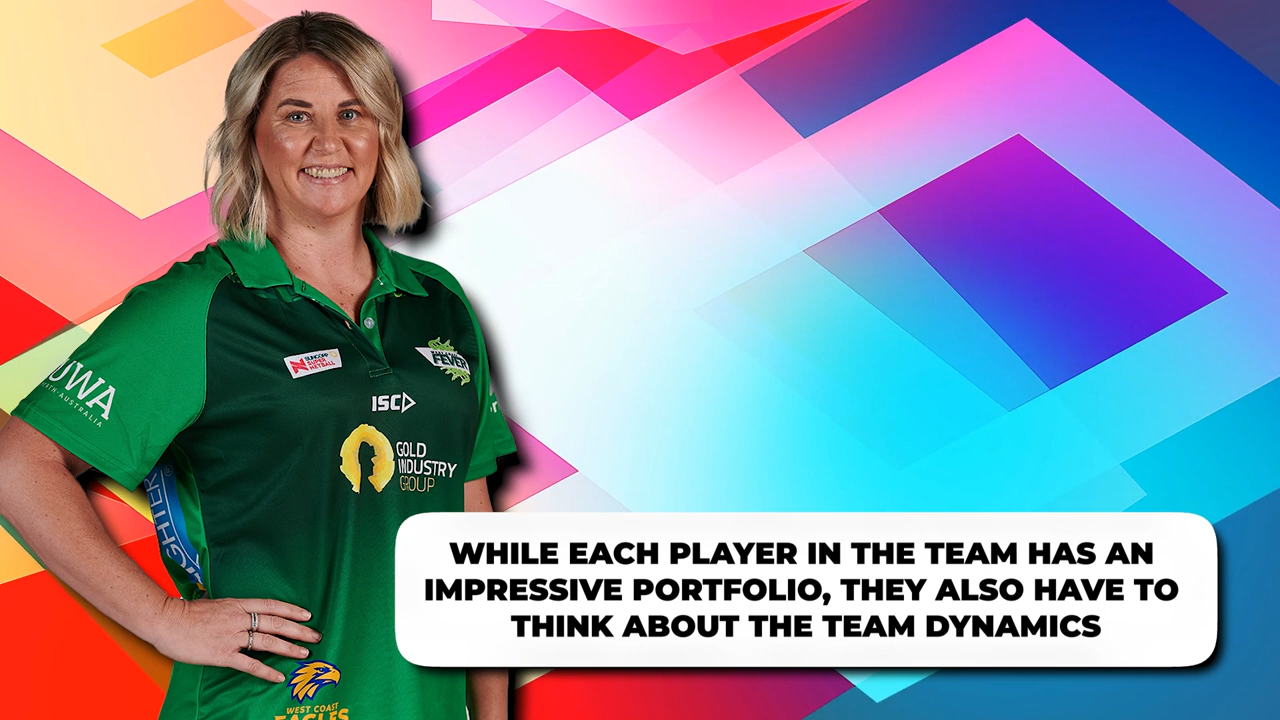 SUNCORP
SUPER
NETBALL
FEVER
UWA
ISC
GOLD
INDUSTRY
GROUP
WEST COAST
EAGLES
WHILE EACH PLAYER IN THE TEAM HAS AN
IMPRESSIVE PORTFOLIO, THEY ALSO HAVE TO
THINK ABOUT THE TEAM DYNAMICS